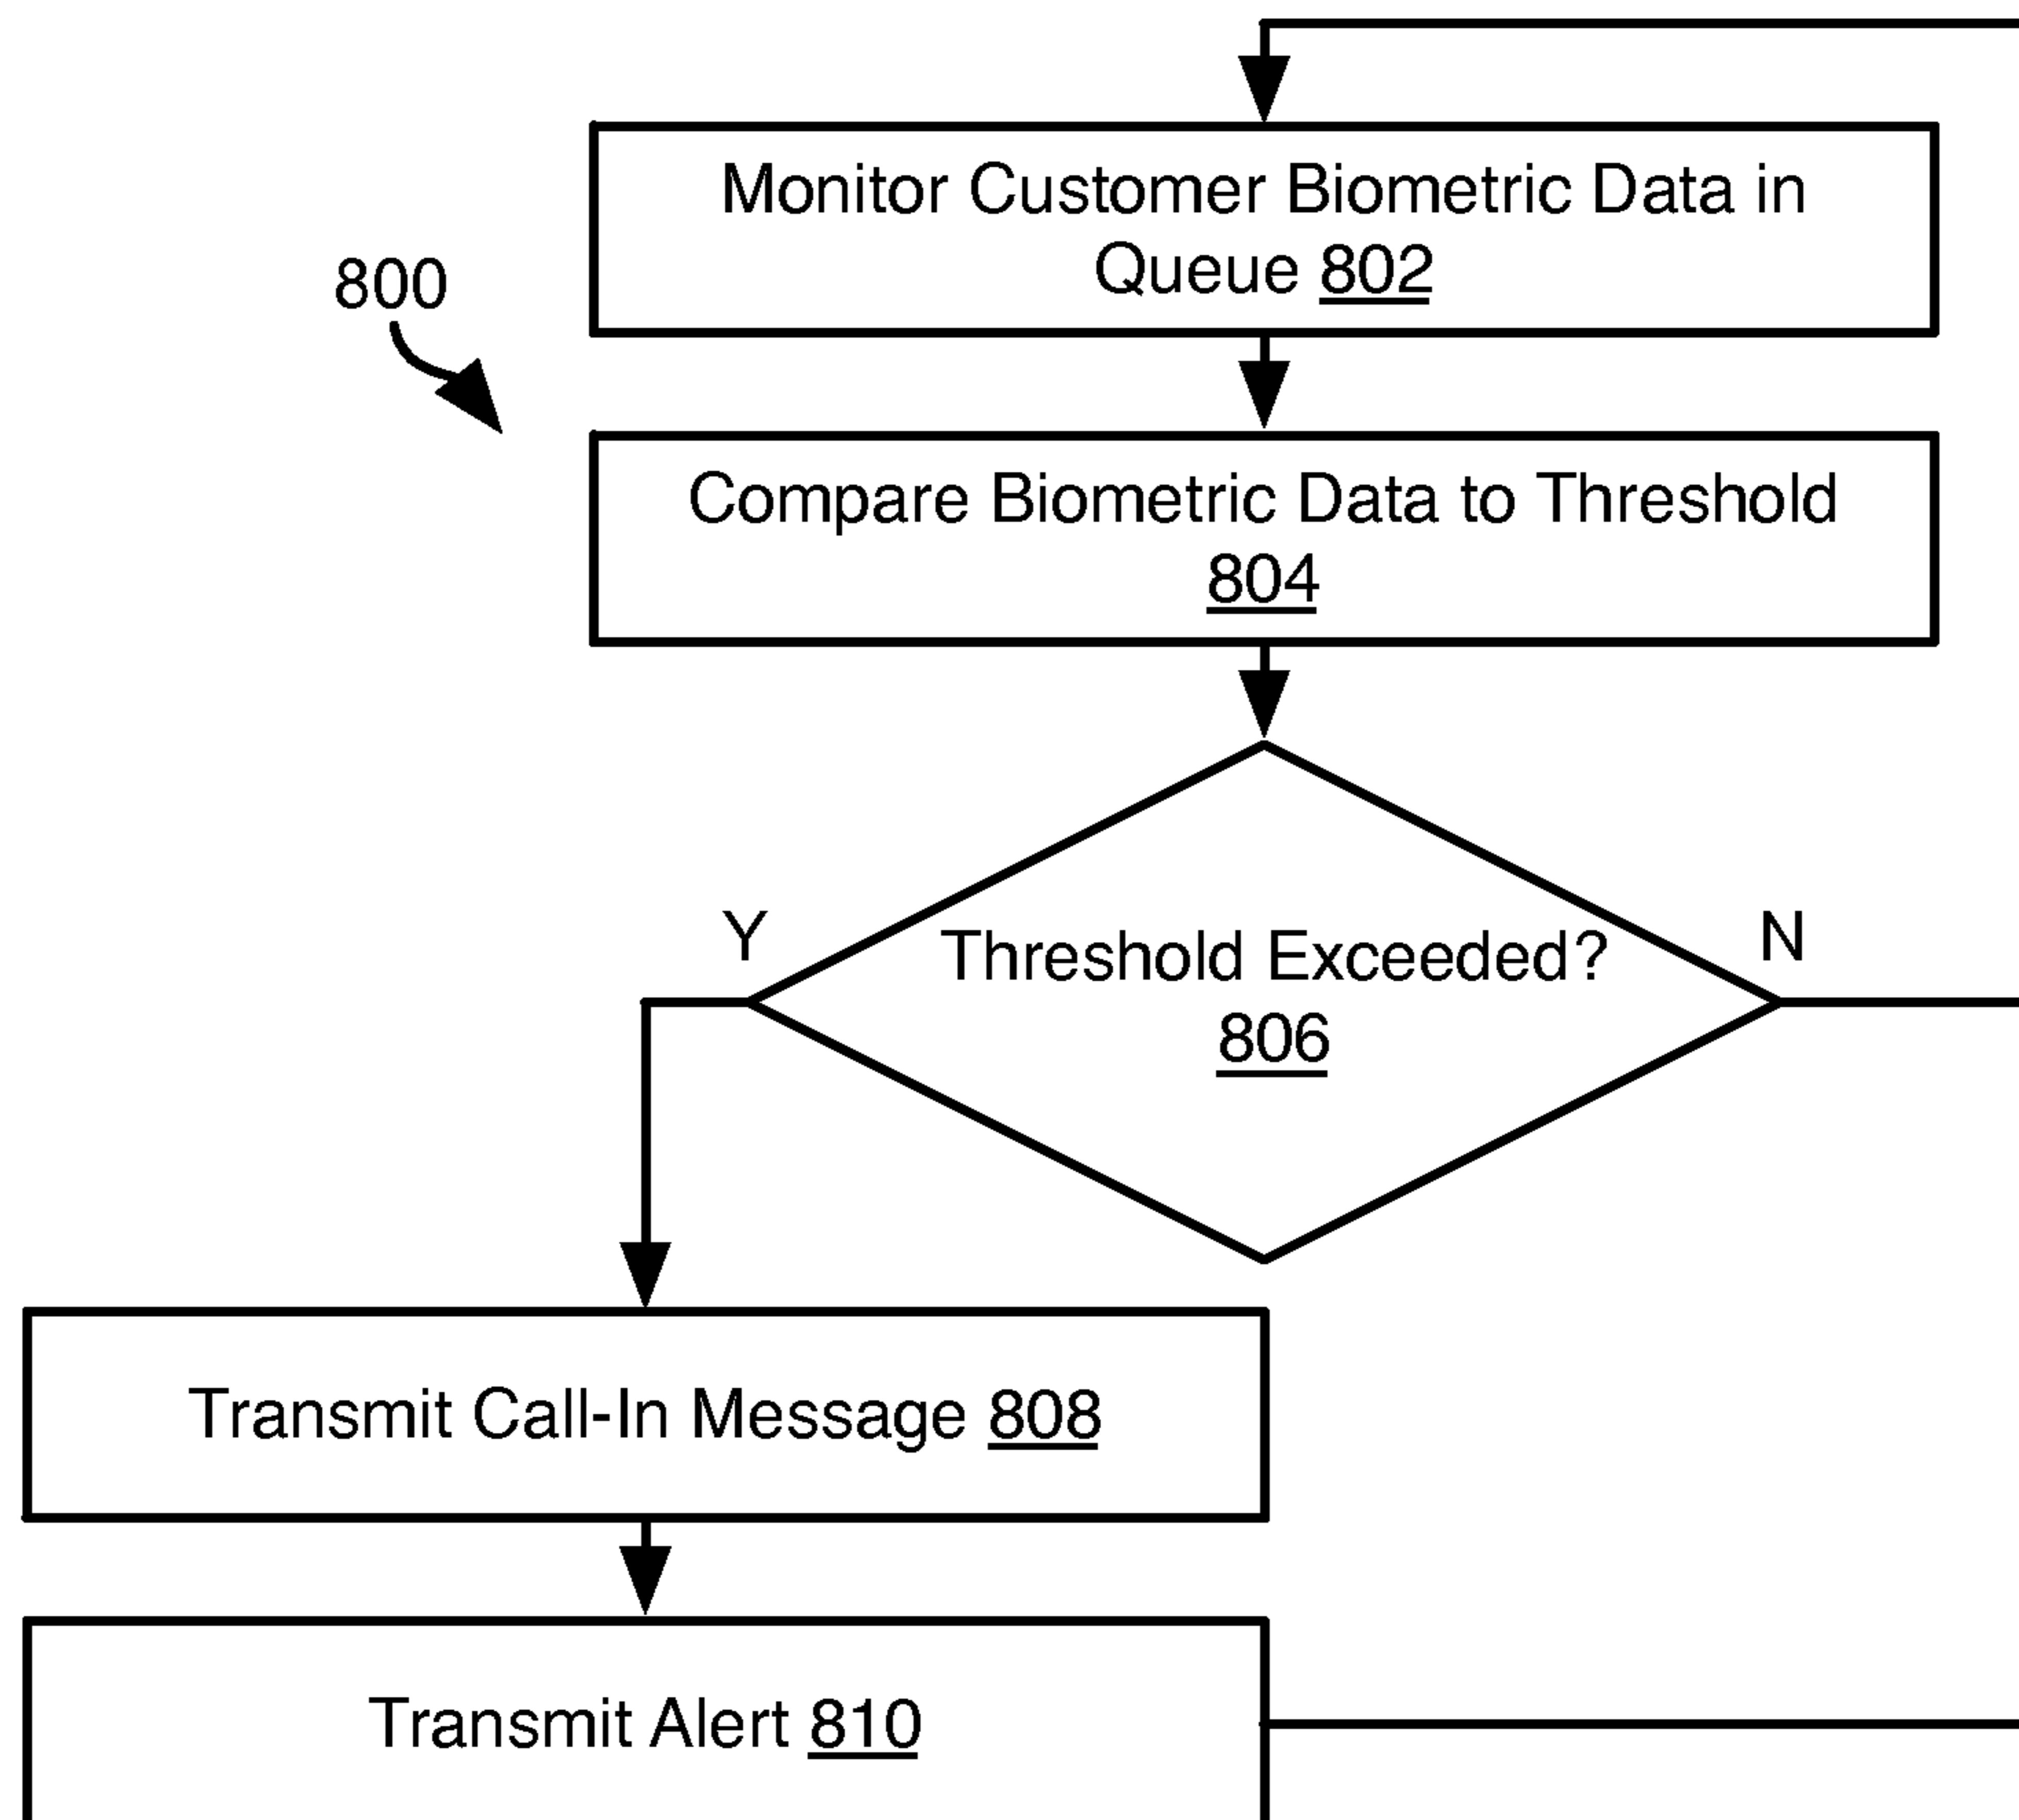 Monitor Customer Biometric Data in
Queue 802
800
Compare Biometric Data to Threshold
804
Y
N
Threshold Exceeded?
806
Transmit Call-In Message 808
Transmit Alert 810